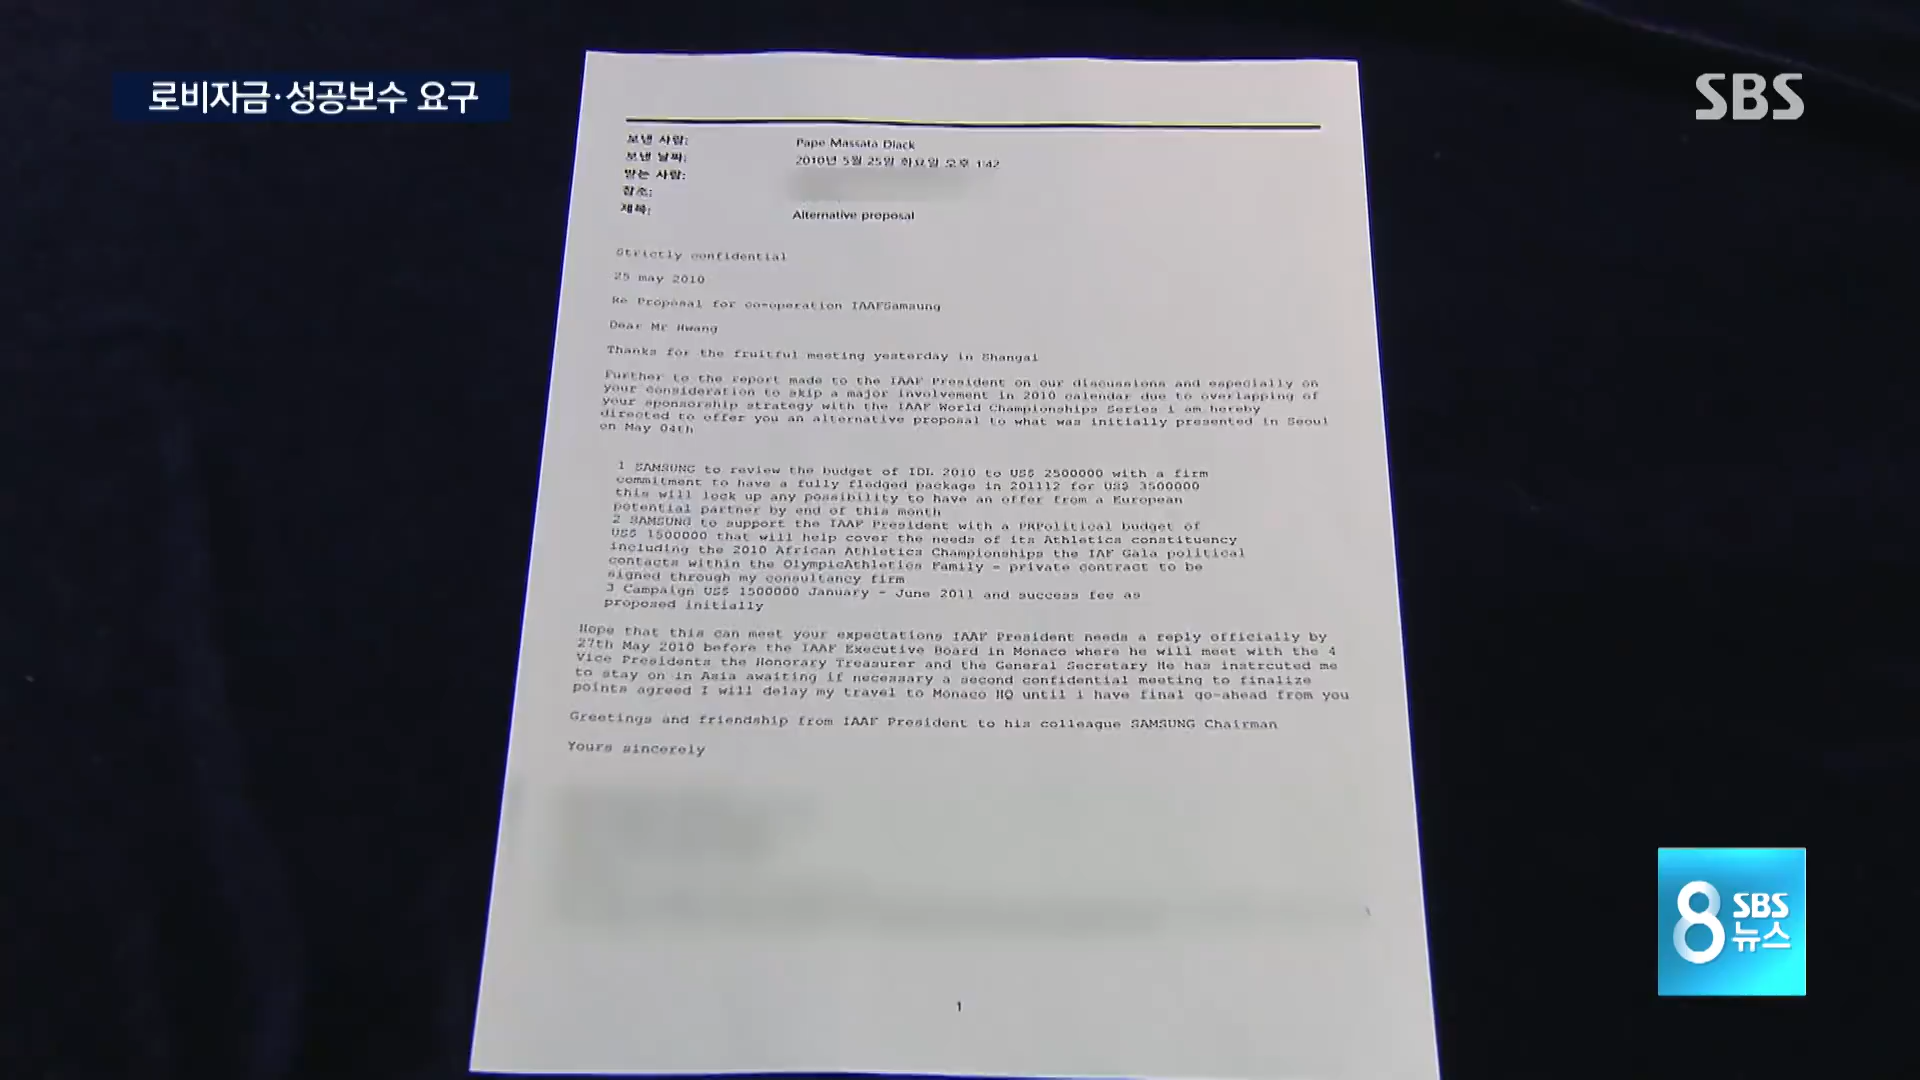 로비자금·성공보수 요구
SBS
보낸 사람: Pape Massata Diack
보낸 날짜: 2010년 5월 25일 화요일 오후 1:42
받는 사람:
참조:
제목: Alternative proposal
Strictly confidential
25 may 2010
Re Proposal for co-operation IAAFSamsung
Dear Mr Hwang
Thanks for the fruitful meeting yesterday in Shangai
Further to the report made to the IAAF President on our discussions and especially on
your consideration to skip a major involvement in 2010 calendar due to overlapping of
your sponsorship strategy with the IAAF World Championships Series i am hereby
directed to offer you an alternative proposal to what was initially presented in Seoul
on May 04th
1 SAMSUNG to review the budget of IDL 2010 to US$ 2500000 with a firm
commitment to have a fully fledged package in 201112 for US$ 3500000
this will lock up any possibility to have an offer from a European
potential partner by end of this month
2 SAMSUNG to support the IAAF President with a PRPolitical budget of
US$ 1500000 that will help cover the needs of its Athletics constituency
including the 2010 African Athletics Championships the IAF Gala political
contacts within the OlympicAthletics Family - private contract to be
signed through my consultancy firm
3 Campaign US$ 1500000 January - June 2011 and success fee as
proposed initially
Hope that this can meet your expectations IAAF President needs a reply officially by
27th May 2010 before the IAAF Executive Board in Monaco where he will meet with the 4
Vice Presidents the Honorary Treasurer and the General Secretary He has instrcuted me
to stay on in Asia awaiting if necessary a second confidential meeting to finalize
points agreed I will delay my travel to Monaco HQ until i have final go-ahead from you
Greetings and friendship from IAAF President to his colleague SAMSUNG Chairman
Yours sincerely
1
8 SBS
뉴스